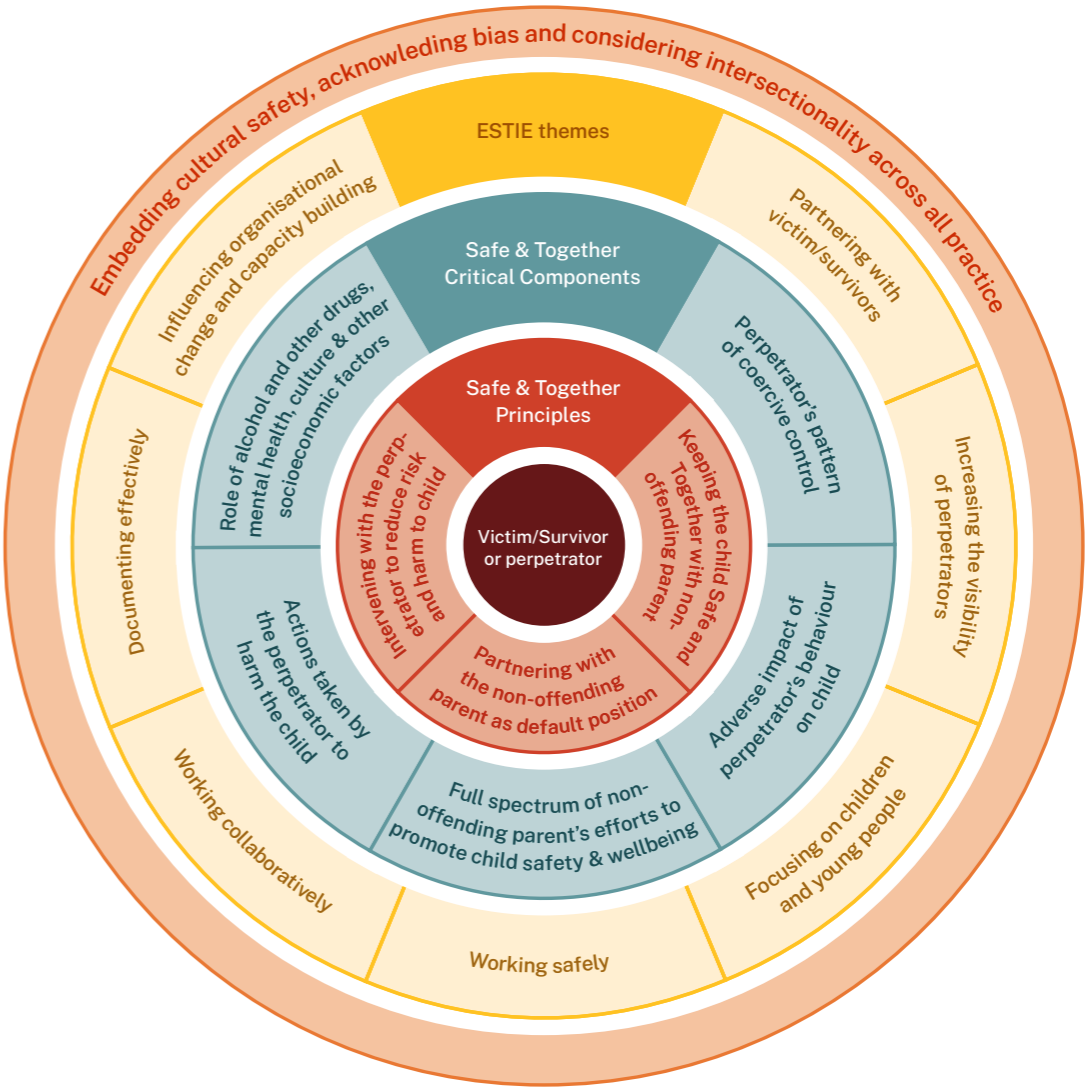 Embedding cultural safety, acknowleding bias and considering intersectionality across all practice
ESTIE themes
Partnering with
victim/survivors
Increasing the visibility
of perpetrators
Focusing on children
and young people
Working safely
Working collaboratively
Documenting effectively
Influencing organisational
change and capacity building
Safe & Together
Critical Components
Perpetrator's pattern
of coercive control
Adverse impact of
perpetrator's behaviour
on child
Full spectrum of non-
offending parent's efforts to
promote child safety & wellbeing
Actions taken by
the perpetrator to
harm the child
Role of alcohol and other drugs,
mental health, culture & other
socioeconomic factors
Safe & Together
Principles
Keeping the child Safe and
Together with non-
offending parent
Partnering with
the non-offending
parent as default position
Intervening with the perp-
etrator to reduce risk
and harm to child
Victim/Survivor
or perpetrator